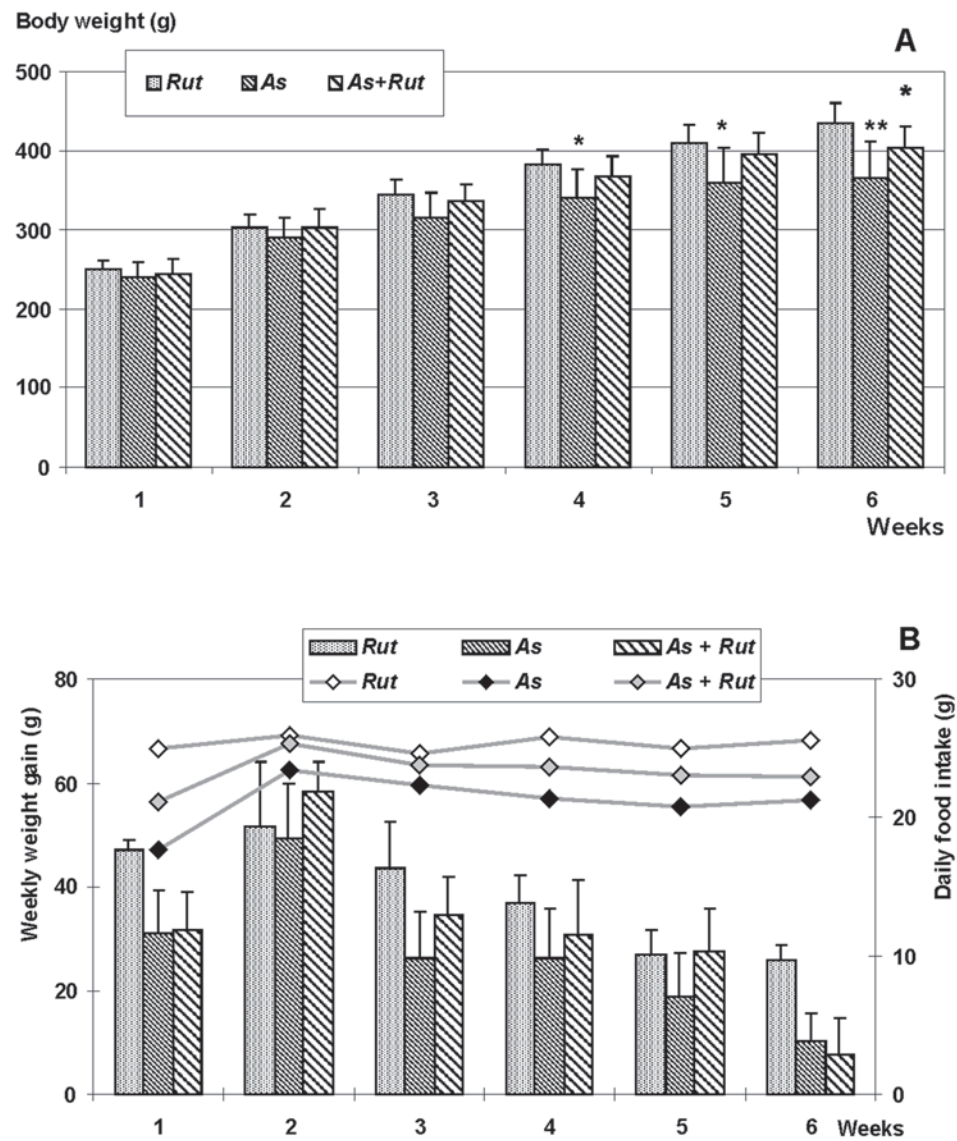 Body weight (g)
A
500
Rut As As+Rut
*
400
* * **
300
200
100
0
1 2 3 4 5 6
Weeks
B
Rut As As + Rut
Rut As As + Rut
80 30
60
20
40
10
20
0 0
Weekly weight gain (g)
Daily food intake (g)
1 2 3 4 5 6 Weeks